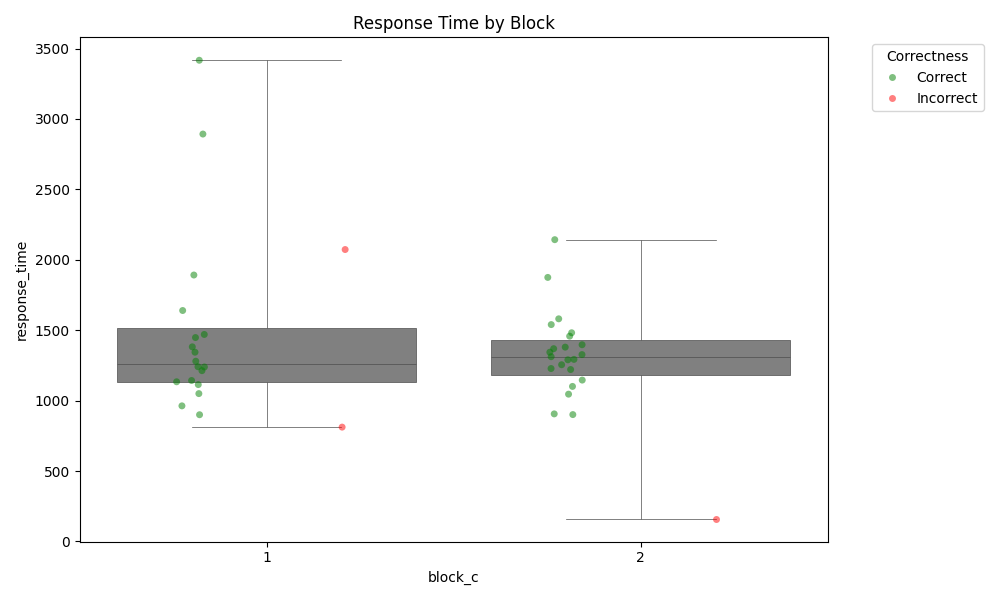 Response Time by Block
Correctness
Correct
Incorrect
response_time
3500
3000
2500
2000
1500
1000
500
0
1
2
block_c